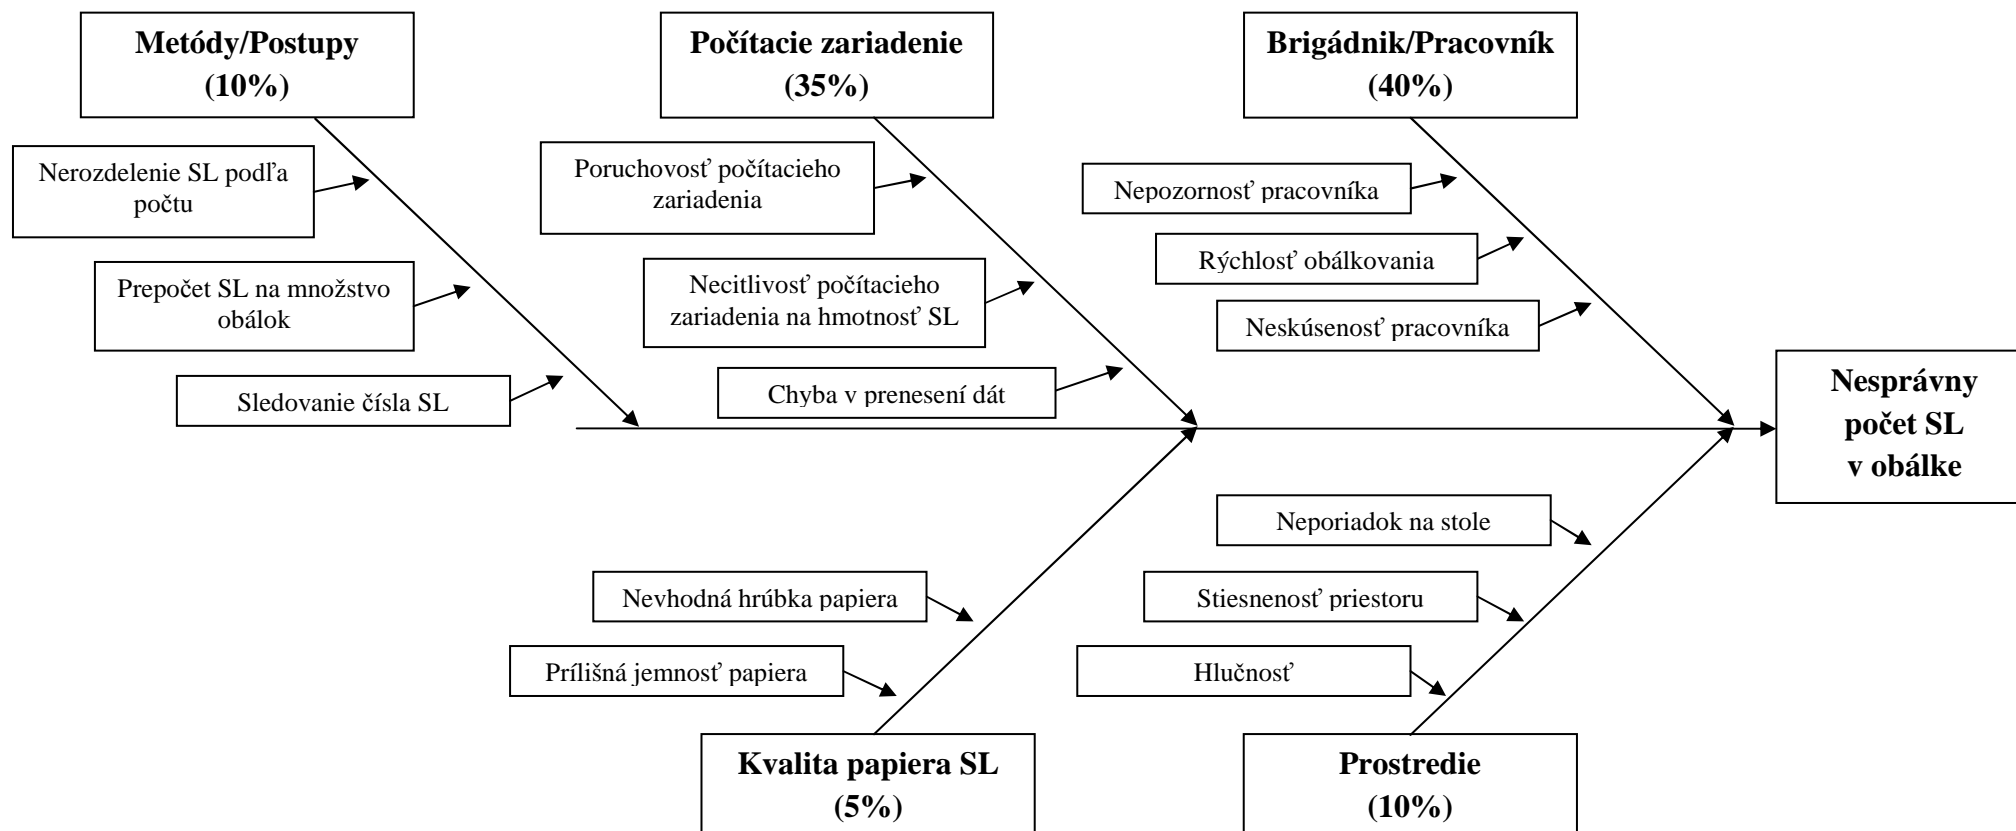 Metódy/Postupy
(10%)
Počítacie zariadenie
(35%)
Brigádnik/Pracovník
(40%)
Nerozdelenie SL podľa
počtu
Prepočet SL na množstvo
obálok
Sledovanie čísla SL
Poruchovosť počítacieho
zariadenia
Necitlivosť počítacieho
zariadenia na hmotnosť SL
Chyba v prenesení dát
Nepozornosť pracovníka
Rýchlosť obálkovania
Neskúsenosť pracovníka
Nesprávny
počet SL
v obálke
Nevhodná hrúbka papiera
Prílišná jemnosť papiera
Neporiadok na stole
Stiesnenosť priestoru
Hlučnosť
Kvalita papiera SL
(5%)
Prostredie
(10%)